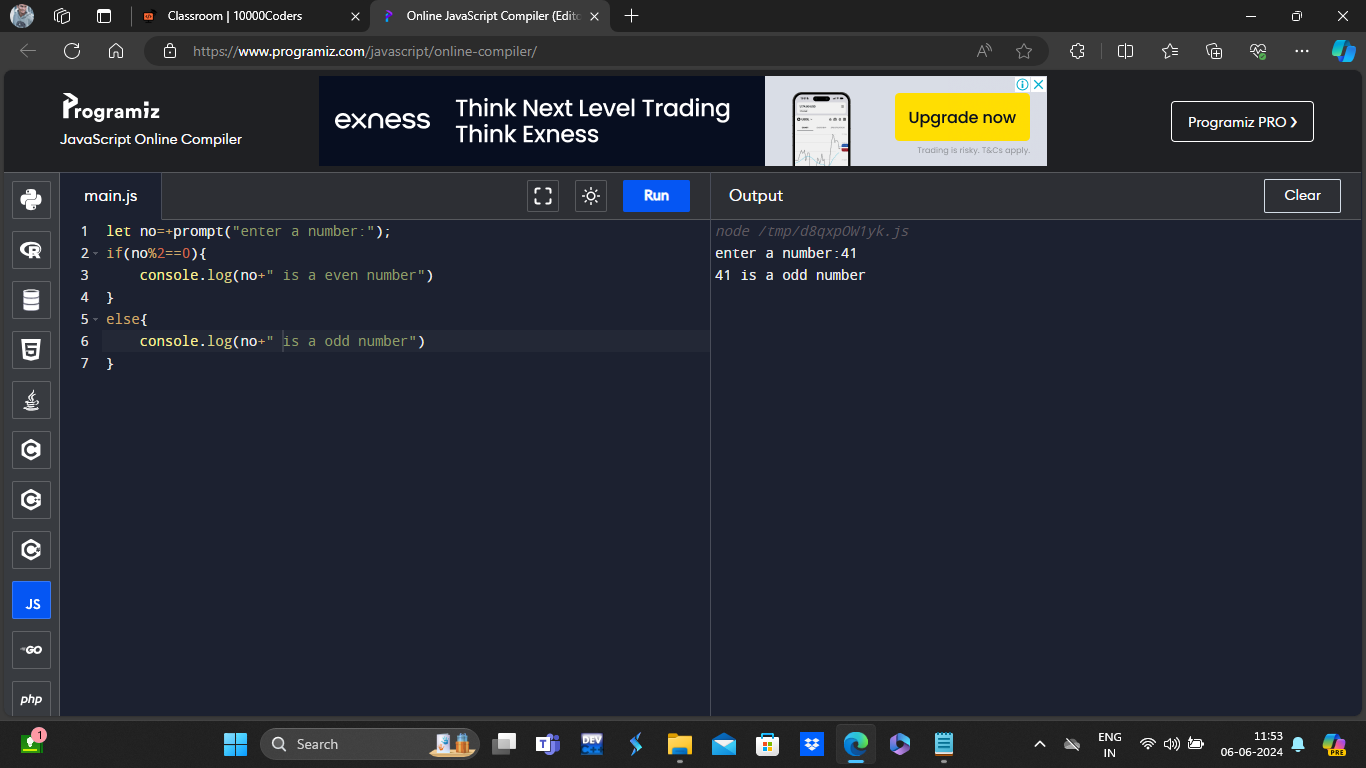 Classroom | 10000Coders
Online JavaScript Compiler (Edito
https://www.programiz.com/javascript/online-compiler/
Programiz
JavaScript Online Compiler
exness
Think Next Level Trading
Think Exness
Upgrade now
Trading is risky. T&Cs apply.
Programiz PRO ❯
main.js
Run
Output
Clear
1 let no=+prompt("enter a number:");
2 if(no%2==0){
3     console.log(no+" is a even number")
4 }
5 else{
6     console.log(no+" is a odd number")
7 }
node /tmp/d8qxpOW1yk.js
enter a number:41
41 is a odd number
JS
GO
php
1
Search
DEV
ENG
IN
11:53
06-06-2024
PRE